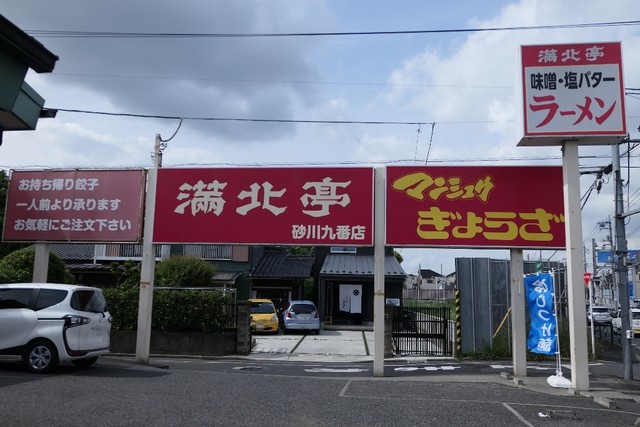 お持ち帰り餃子
一人前より承ります
お気軽にご注文下さい
満北亭
砂川九番店
マンシュウ
ぎょうざ
満北亭
味噌・塩バター
ラーメン
冷しつけ麺